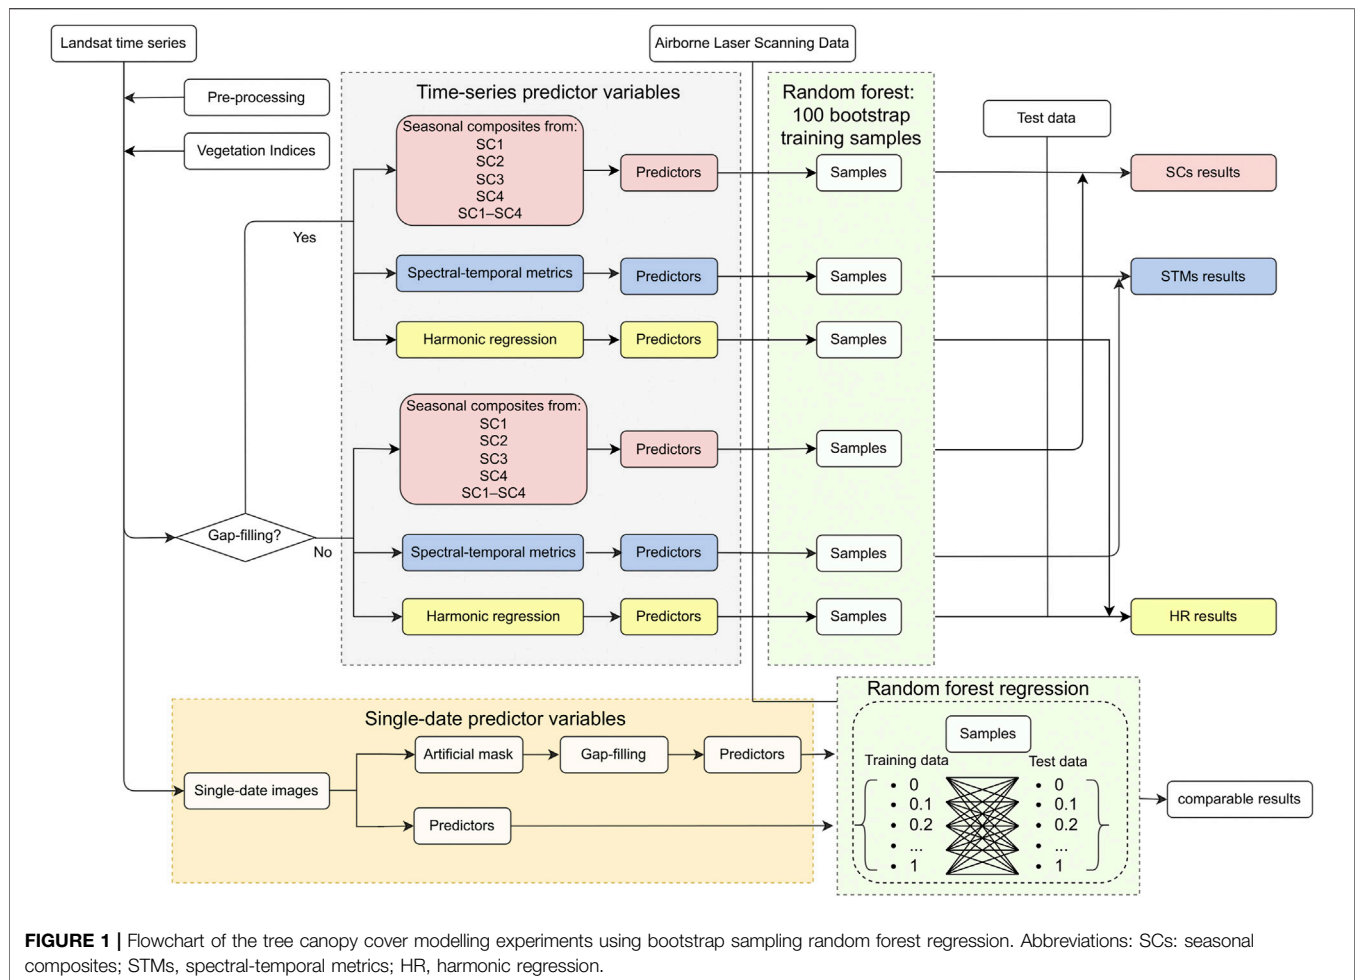 Landsat time series
Airborne Laser Scanning Data
Pre-processing
Vegetation Indices
Time-series predictor variables
Random forest:
100 bootstrap
training samples
Test data
Seasonal composites from:
SC1
SC2
SC3
SC4
SC1–SC4
Predictors
Samples
SCs results
Yes
Spectral-temporal metrics
Predictors
Samples
STMs results
Harmonic regression
Predictors
Samples
Seasonal composites from:
SC1
SC2
SC3
SC4
SC1–SC4
Predictors
Samples
Gap-filling?
No
Spectral-temporal metrics
Predictors
Samples
Harmonic regression
Predictors
Samples
HR results
Single-date predictor variables
Single-date images
Artificial mask
Gap-filling
Predictors
Predictors
Random forest regression
Samples
Training data
• 0
• 0.1
• 0.2
• ...
• 1
Test data
• 0
• 0.1
• 0.2
• ...
• 1
comparable results
FIGURE 1 | Flowchart of the tree canopy cover modelling experiments using bootstrap sampling random forest regression. Abbreviations: SCs: seasonal
composites; STMs, spectral-temporal metrics; HR, harmonic regression.